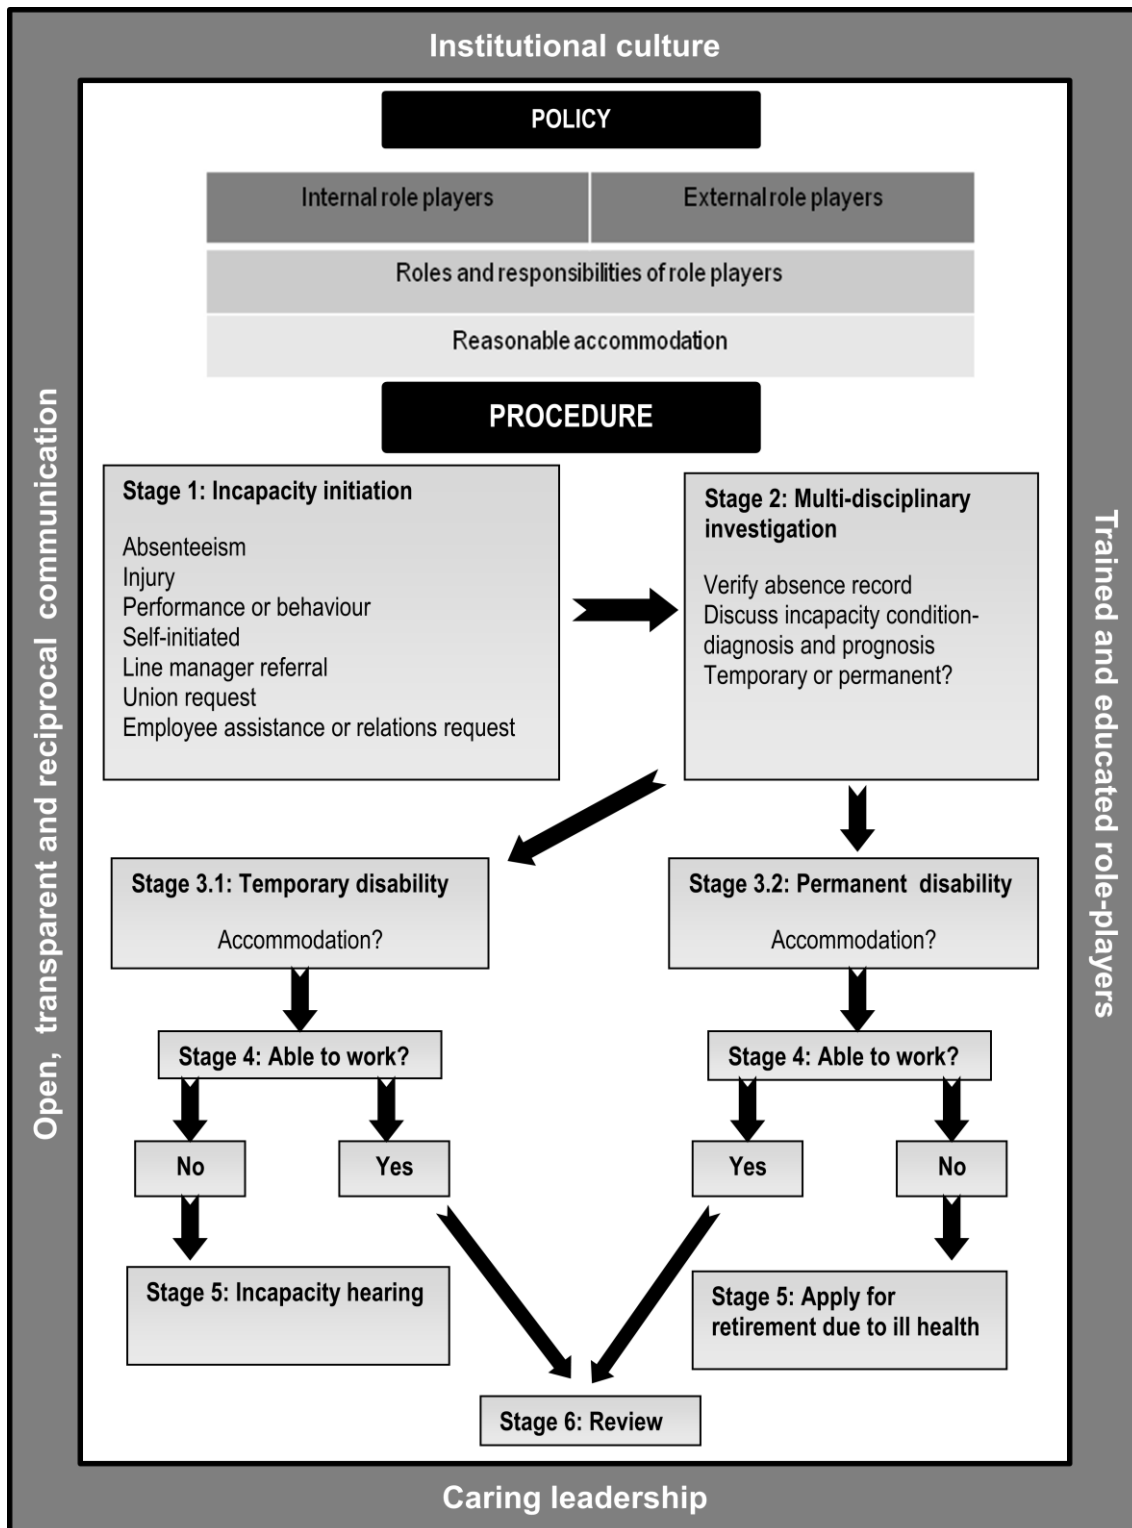 Institutional culture
POLICY
Internal role players
External role players
Roles and responsibilities of role players
Reasonable accommodation
PROCEDURE
Stage 1: Incapacity initiation
Absenteeism
Injury
Performance or behaviour
Self-initiated
Line manager referral
Union request
Employee assistance or relations request
Stage 2: Multi-disciplinary
investigation
Verify absence record
Discuss incapacity condition-
diagnosis and prognosis
Temporary or permanent?
Stage 3.1: Temporary disability
Accommodation?
Stage 3.2: Permanent disability
Accommodation?
Stage 4: Able to work?
Stage 4: Able to work?
No
Yes
Yes
No
Stage 5: Incapacity hearing
Stage 5: Apply for
retirement due to ill health
Stage 6: Review
Open, transparent and reciprocal communication
Trained and educated role-players
Caring leadership